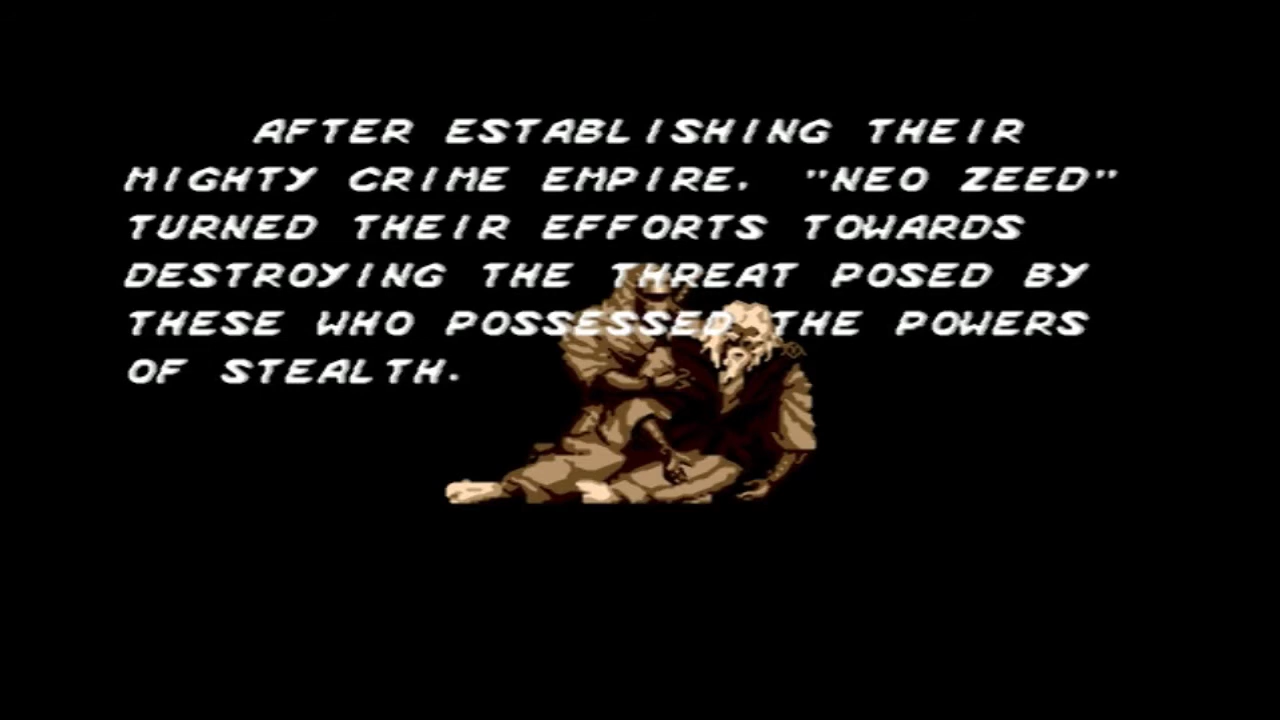 AFTER ESTABLISHING THEIR
MIGHTY CRIME EMPIRE. "NEO ZEED"
TURNED THEIR EFFORTS TOWARDS
DESTROYING THE THREAT POSED BY
THESE WHO POSSESSED THE POWERS
OF STEALTH.